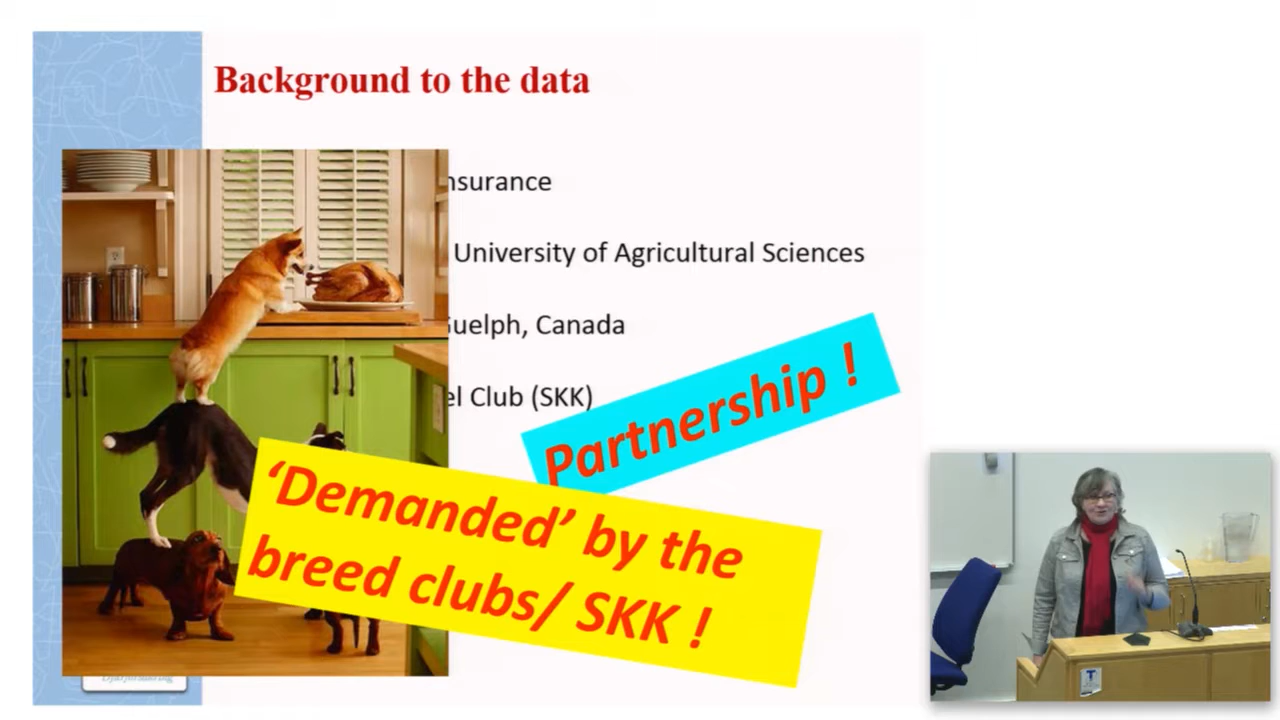 Background to the data
nsurance
University of Agricultural Sciences
Guelph, Canada
el Club (SKK)
Partnership !
‘Demanded’ by the
breed clubs/ SKK !